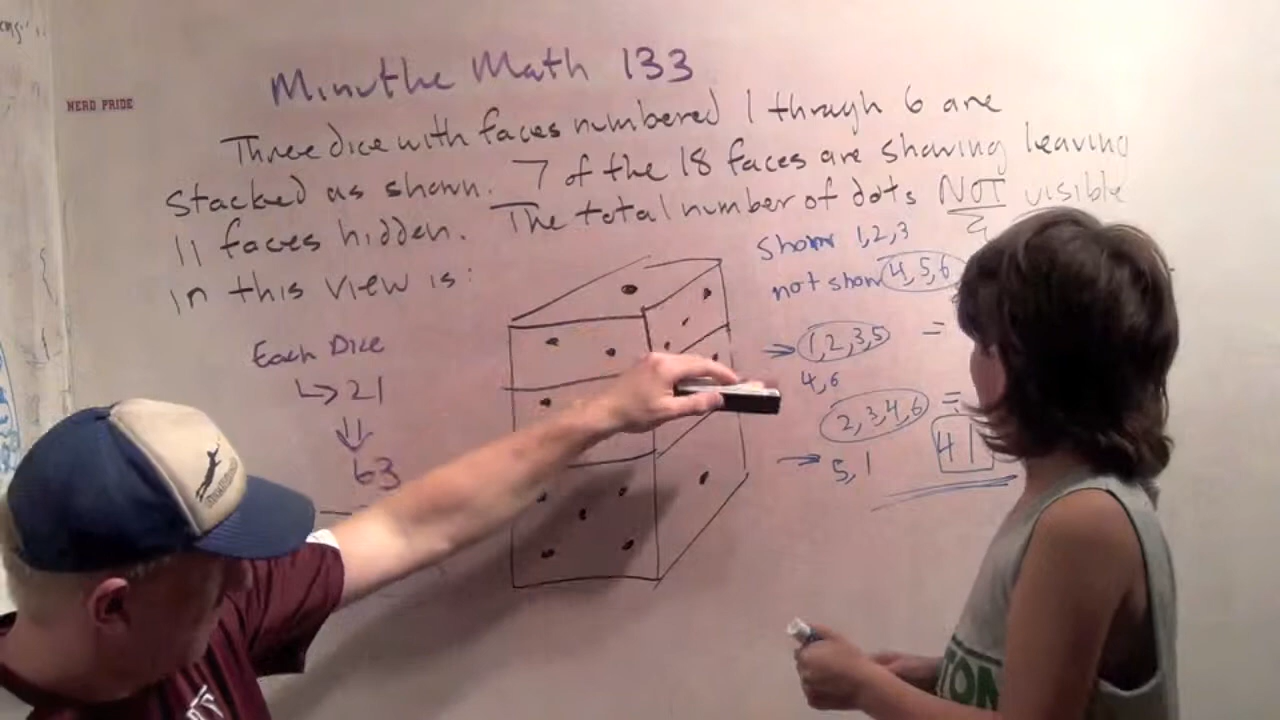 Minuthe Math 133
NERD PRIDE
Three dice with faces numbered 1 through 6 are
stacked as shown. 7 of the 18 faces are showing leaving
11 faces hidden. The total number of dots NOT visible
in this view is:
Show 1,2,3
not show 4,5,6
Each Dice
↳ 21
⇓
63
→ 1,2,3,5 =
4,6
2,3,4,6 =
→ 5,1
41